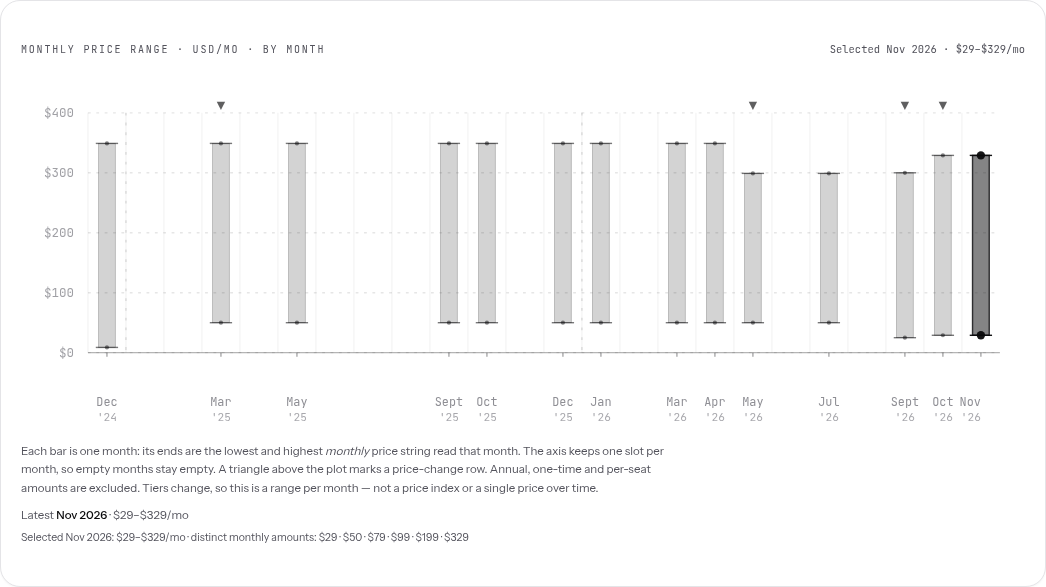 MONTHLY PRICE RANGE · USD/MO · BY MONTH
Selected Nov 2026 · $29–$329/mo
$400
$300
$200
$100
$0
Dec '24
Mar '25
May '25
Sept '25
Oct '25
Dec '25
Jan '26
Mar '26
Apr '26
May '26
Jul '26
Sept '26
Oct '26
Nov '26
Each bar is one month: its ends are the lowest and highest monthly price string read that month. The axis keeps one slot per
month, so empty months stay empty. A triangle above the plot marks a price-change row. Annual, one-time and per-seat
amounts are excluded. Tiers change, so this is a range per month — not a price index or a single price over time.
Latest Nov 2026 · $29–$329/mo
Selected Nov 2026: $29–$329/mo · distinct monthly amounts: $29 · $50 · $79 · $99 · $199 · $329